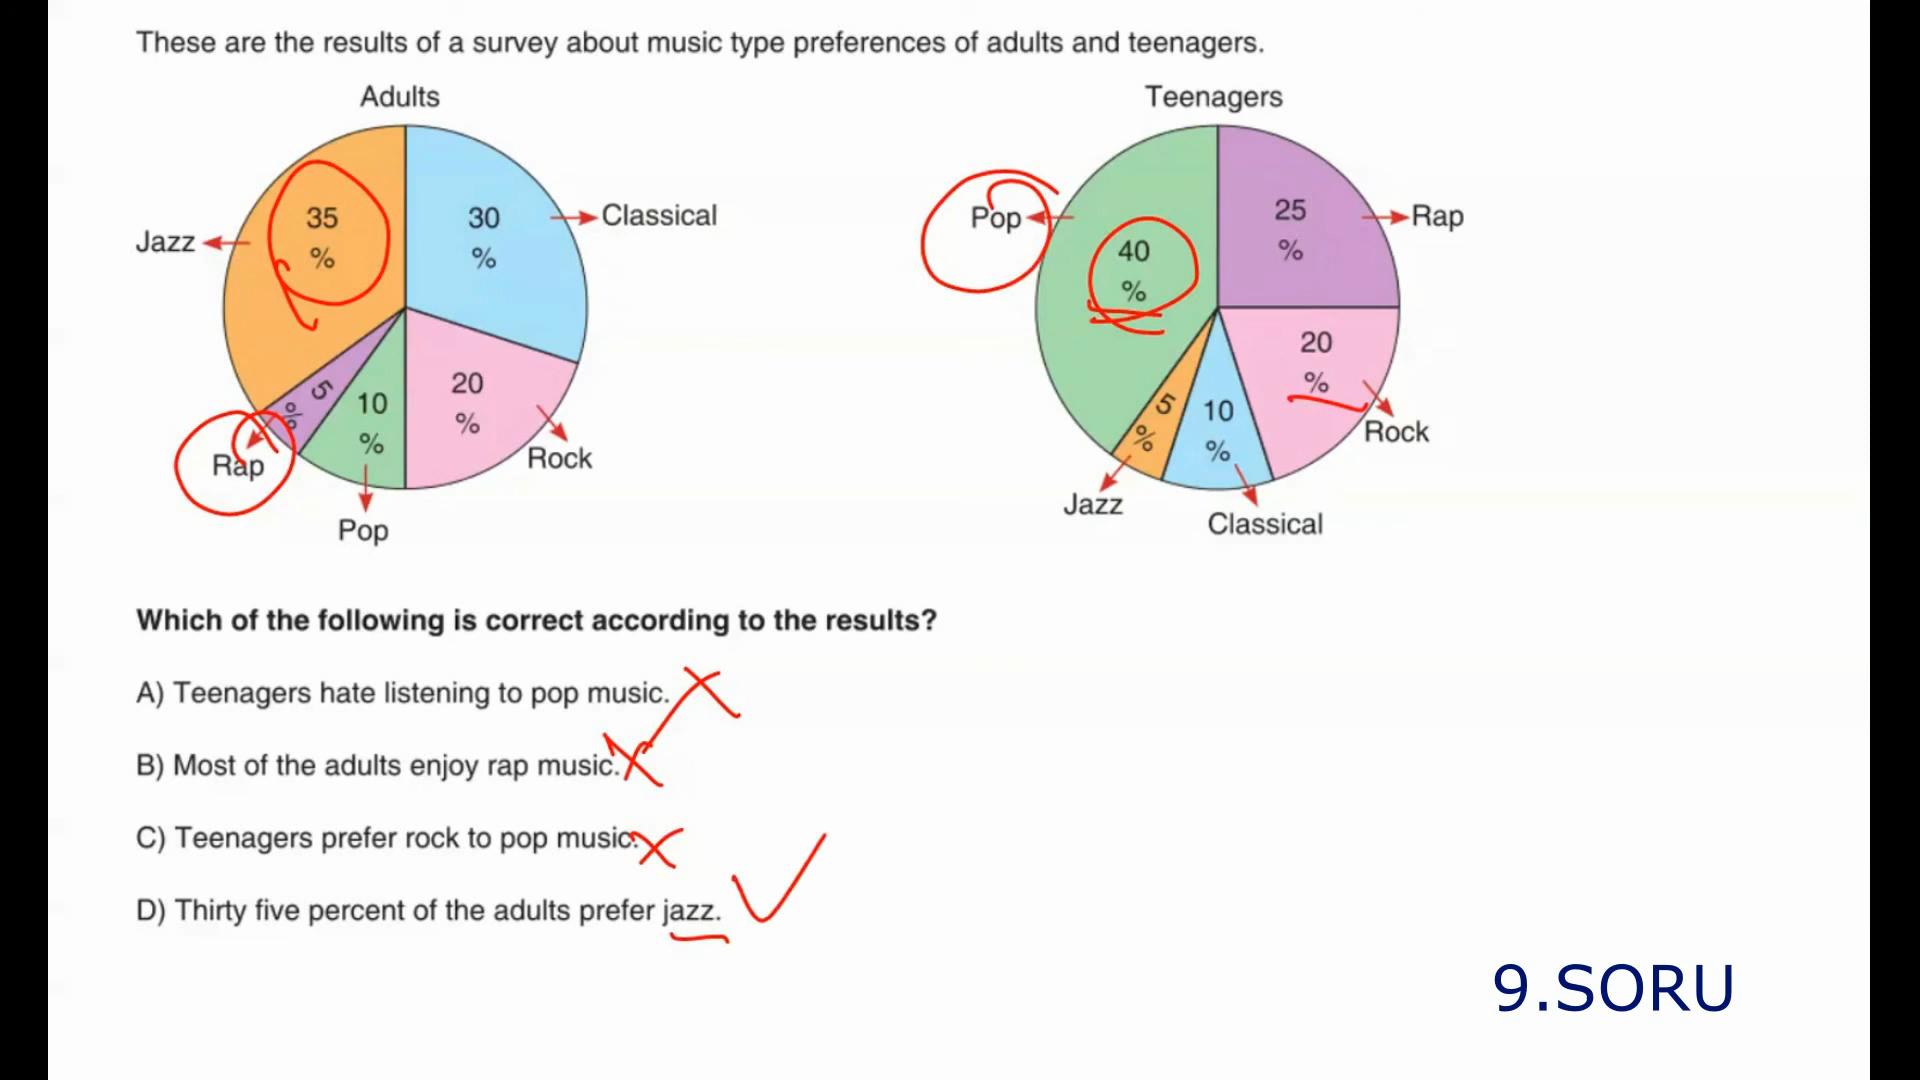 These are the results of a survey about music type preferences of adults and teenagers.
Adults
Teenagers
35
%
30
%
Classical
Jazz
5
%
10
%
20
%
Rap
Rock
Pop
Pop
40
%
25
%
Rap
20
%
5
%
10
%
Rock
Jazz
Classical
Which of the following is correct according to the results?
A) Teenagers hate listening to pop music.
B) Most of the adults enjoy rap music.
C) Teenagers prefer rock to pop music.
D) Thirty five percent of the adults prefer jazz.
9.SORU